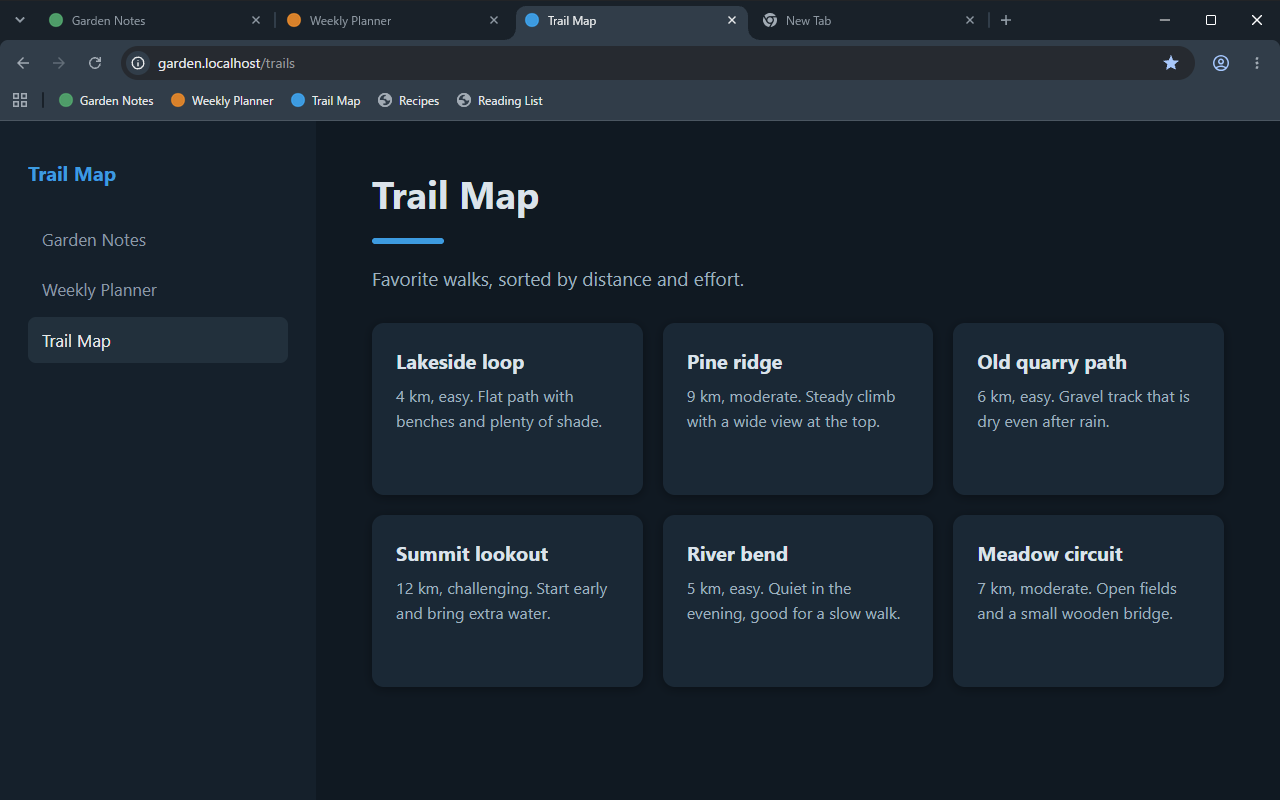 Garden Notes
Weekly Planner
Trail Map
New Tab
garden.localhost/trails
Garden Notes
Weekly Planner
Trail Map
Recipes
Reading List
Trail Map
Garden Notes
Weekly Planner
Trail Map
Trail Map
Favorite walks, sorted by distance and effort.
Lakeside loop
4 km, easy. Flat path with
benches and plenty of shade.
Pine ridge
9 km, moderate. Steady climb
with a wide view at the top.
Old quarry path
6 km, easy. Gravel track that is
dry even after rain.
Summit lookout
12 km, challenging. Start early
and bring extra water.
River bend
5 km, easy. Quiet in the
evening, good for a slow walk.
Meadow circuit
7 km, moderate. Open fields
and a small wooden bridge.